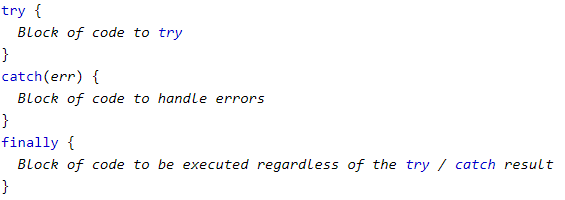 try {
  Block of code to try
}
catch(err) {
  Block of code to handle errors
}
finally {
  Block of code to be executed regardless of the try / catch result
}